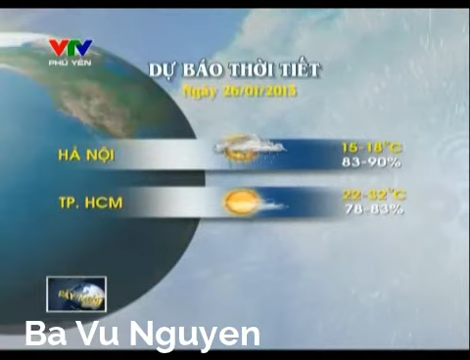 VTV
PHÚ YÊN
DỰ BÁO THỜI TIẾT
Ngày 26/01/2015
HÀ NỘI
15-18°C
83-90%
TP. HCM
22-32°C
78-83%
Ba Vu Nguyen